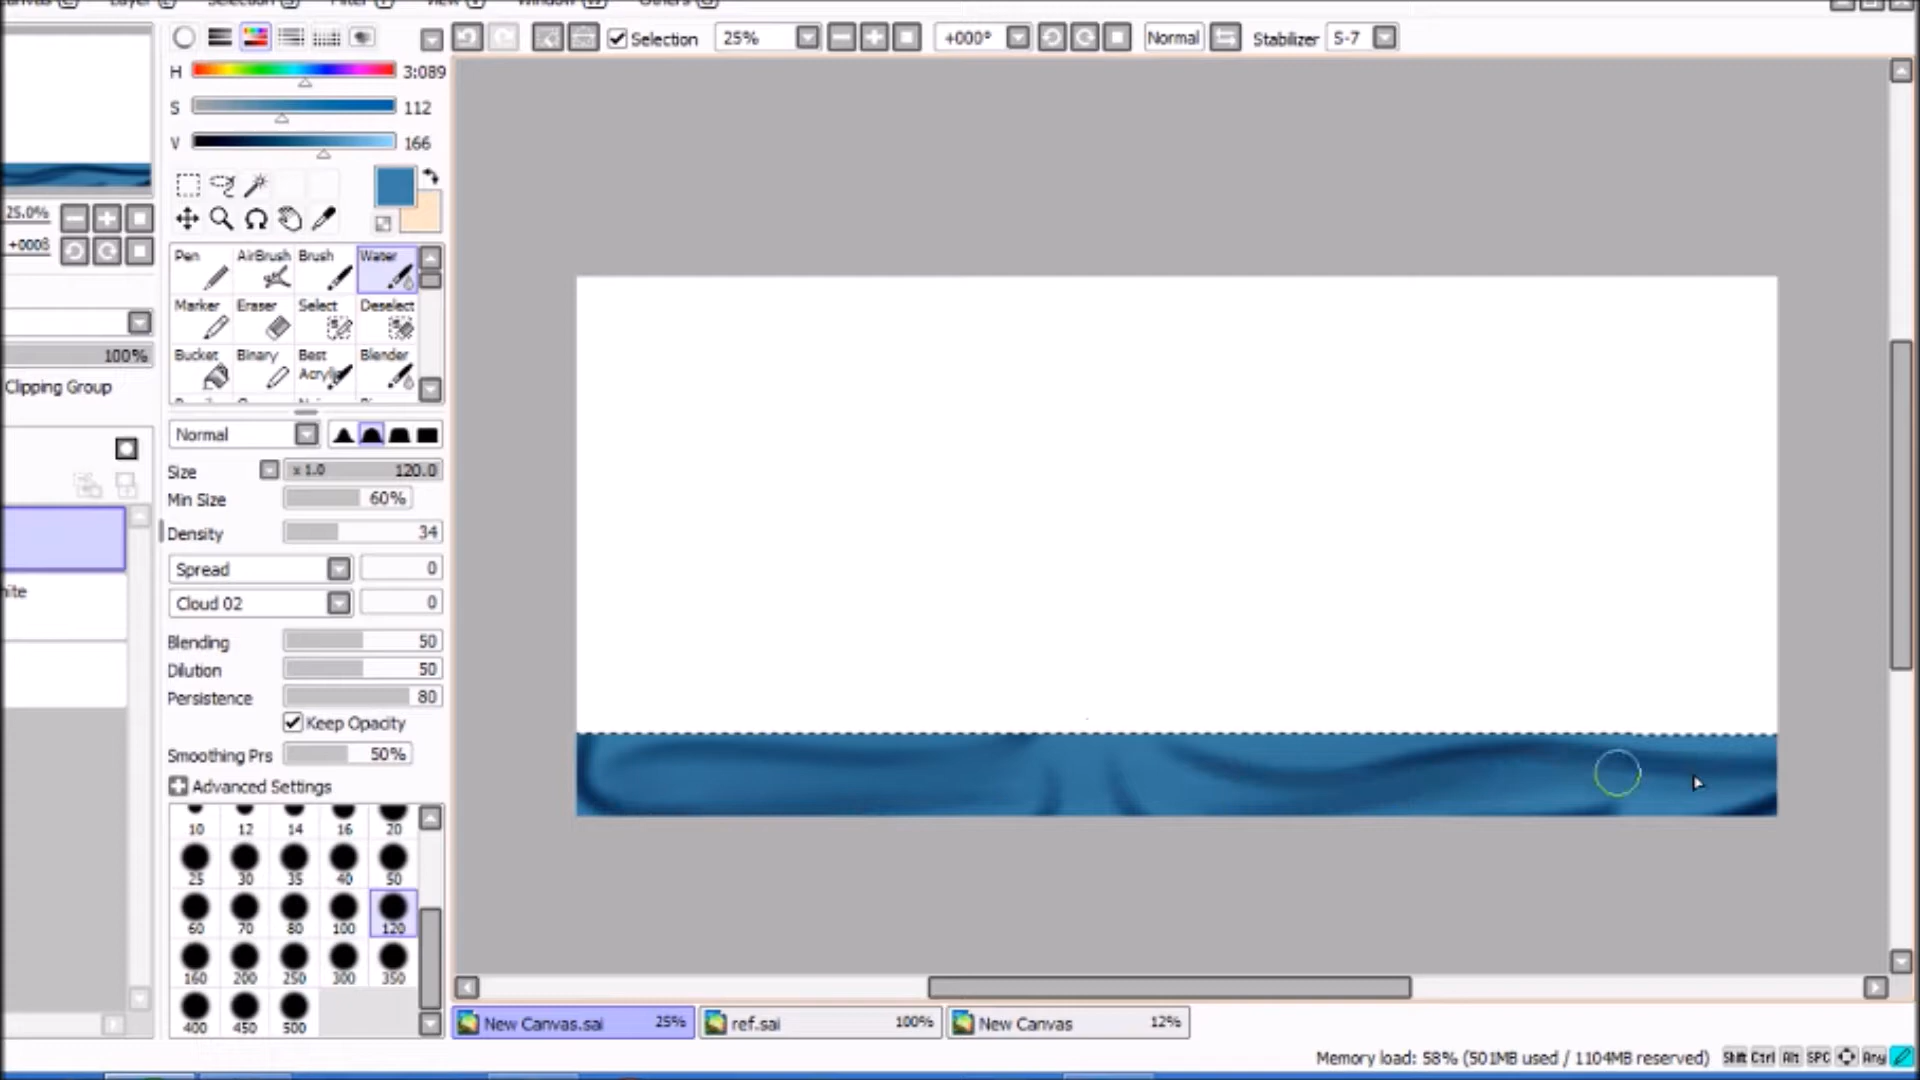 Selection
25%
+000°
Normal
Stabilizer S-7
H 3:089
S 112
V 166
25.0%
Pen AirBrush Brush Water
Marker Eraser Select Deselect
Bucket Binary Best Acrylic Blender
100%
Clipping Group
Normal
Size x 1.0 120.0
Min Size 60%
Density 34
Spread 0
Cloud 02 0
Blending 50
Dilution 50
Persistence 80
Keep Opacity
Smoothing Prs 50%
Advanced Settings
10 12 14 16 20
25 30 35 40 50
60 70 80 100 120
160 200 250 300 350
400 450 500
New Canvas.sai 25% ref.sai 100% New Canvas 12%
Memory load: 58% (501MB used / 1104MB reserved) Shift Ctrl Alt SPC Any